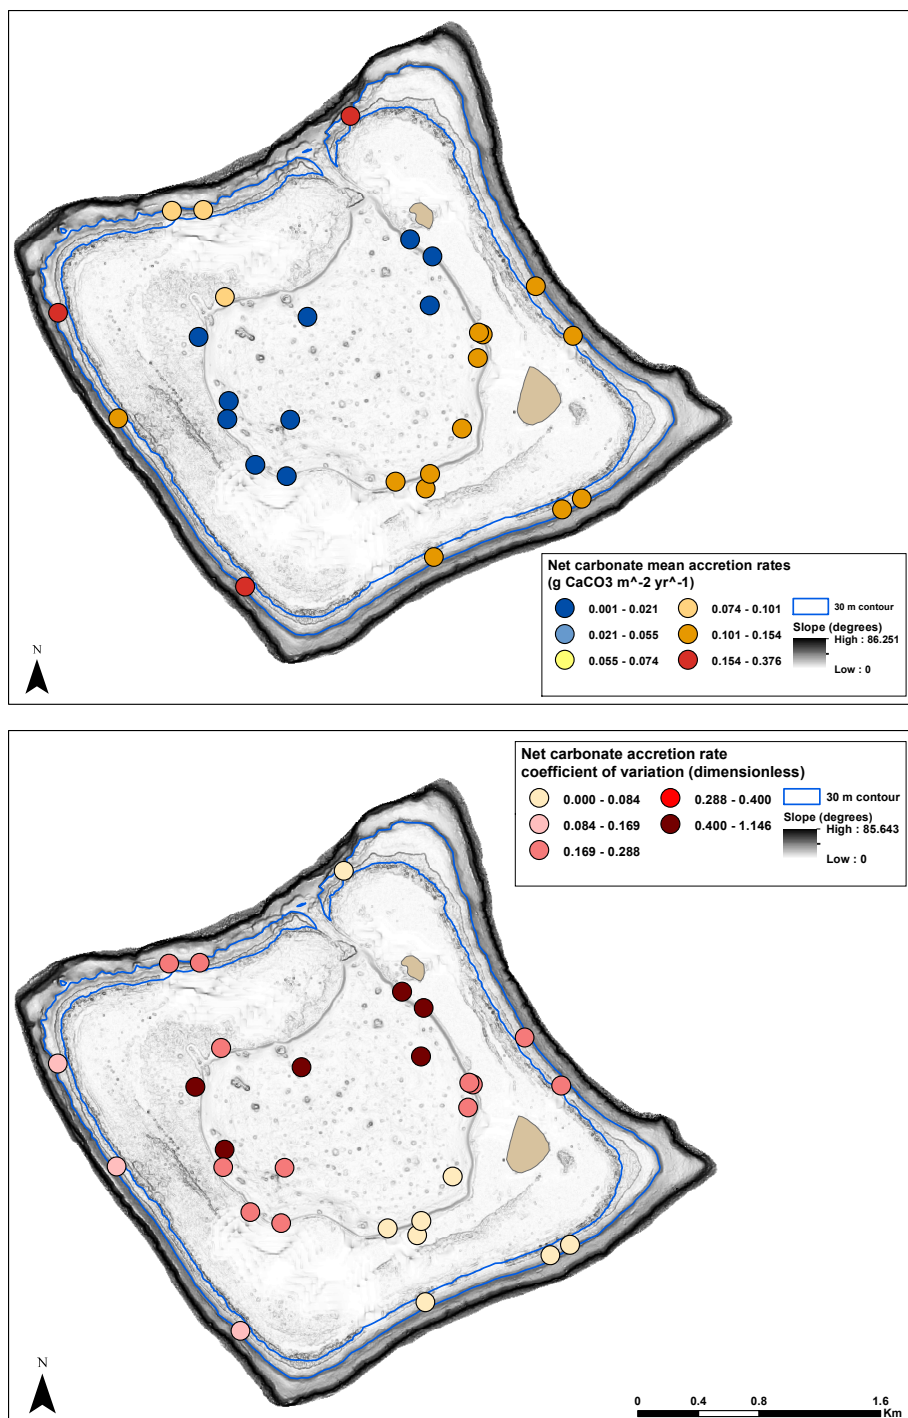 N
Net carbonate mean accretion rates
(g CaCO3 m^-2 yr^-1)
0.001 - 0.021
0.074 - 0.101
30 m contour
0.021 - 0.055
0.101 - 0.154
Slope (degrees)
High : 86.251
0.055 - 0.074
0.154 - 0.376
Low : 0
Net carbonate accretion rate
coefficient of variation (dimensionless)
0.000 - 0.084
0.288 - 0.400
30 m contour
0.084 - 0.169
0.400 - 1.146
Slope (degrees)
High : 85.643
0.169 - 0.288
Low : 0
N
0 0.4 0.8 1.6
Km